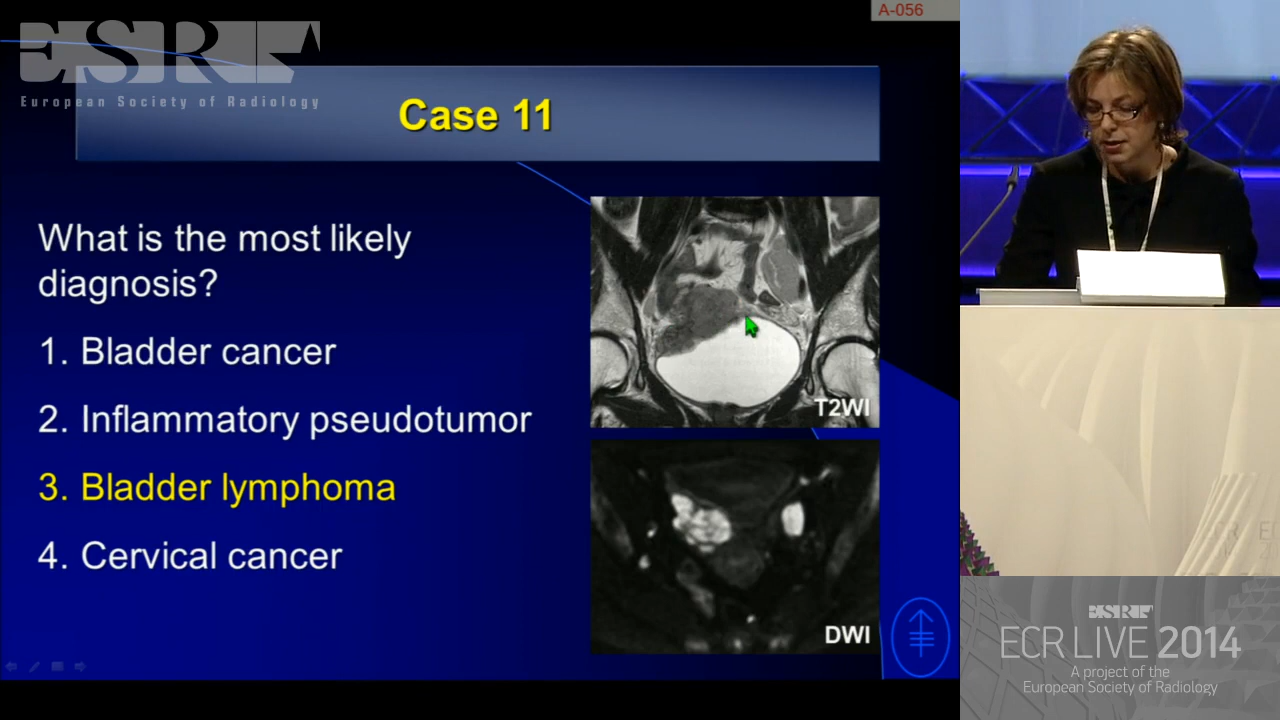 A-056
ESR
European Society of Radiology
Case 11
What is the most likely
diagnosis?
1. Bladder cancer
2. Inflammatory pseudotumor
3. Bladder lymphoma
4. Cervical cancer
T2WI
DWI
ESR
ECR LIVE 2014
A project of the
European Society of Radiology